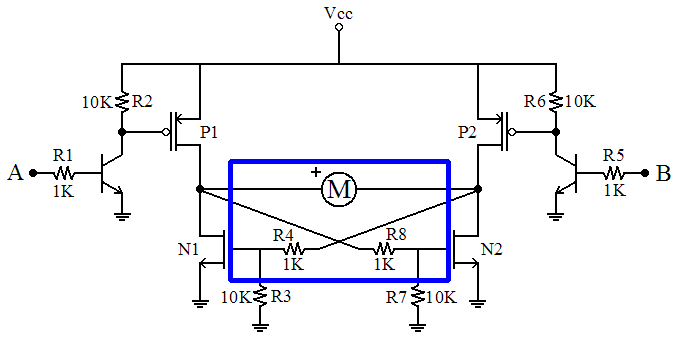 Vcc
10K R2
R6 10K
P1
P2
A
R1
1K
R5
1K
B
+
M
N1
R4
1K
R8
1K
N2
10K R3
R7 10K